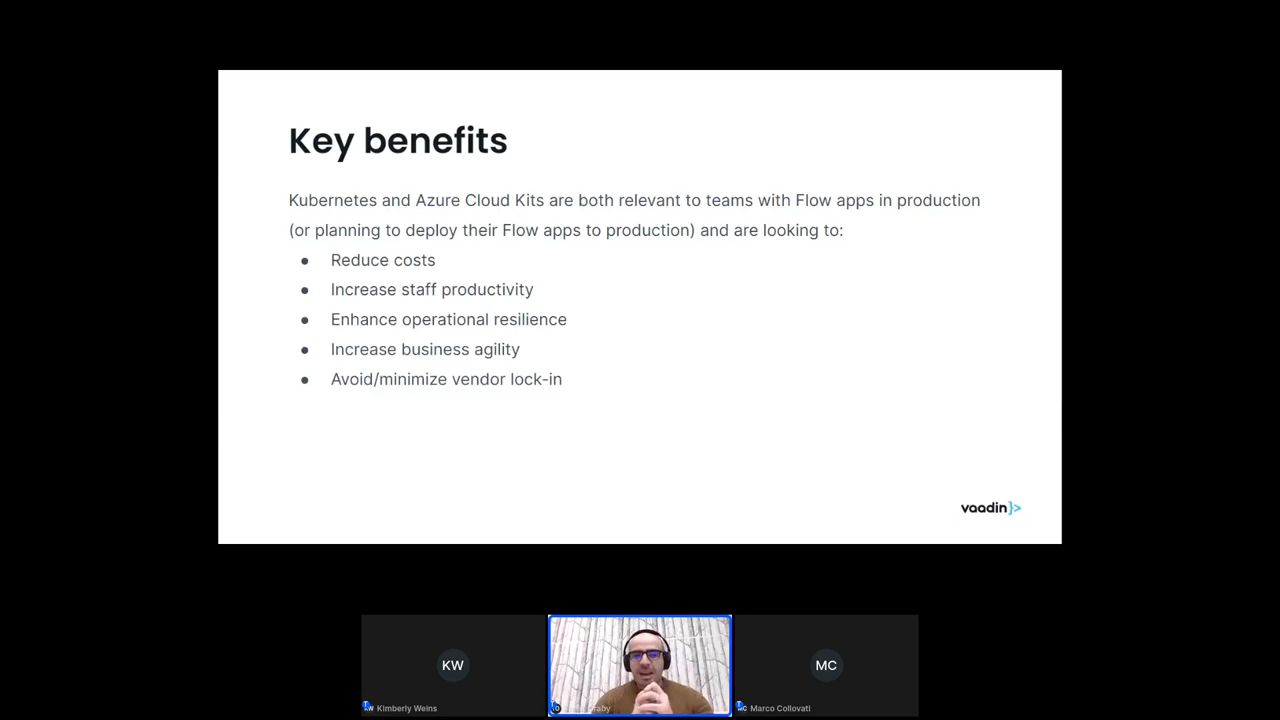 Key benefits
Kubernetes and Azure Cloud Kits are both relevant to teams with Flow apps in production
(or planning to deploy their Flow apps to production) and are looking to:
● Reduce costs
● Increase staff productivity
● Enhance operational resilience
● Increase business agility
● Avoid/minimize vendor lock-in
vaadin}>
KW
MC
Kimberly Weins
Marco Collovati